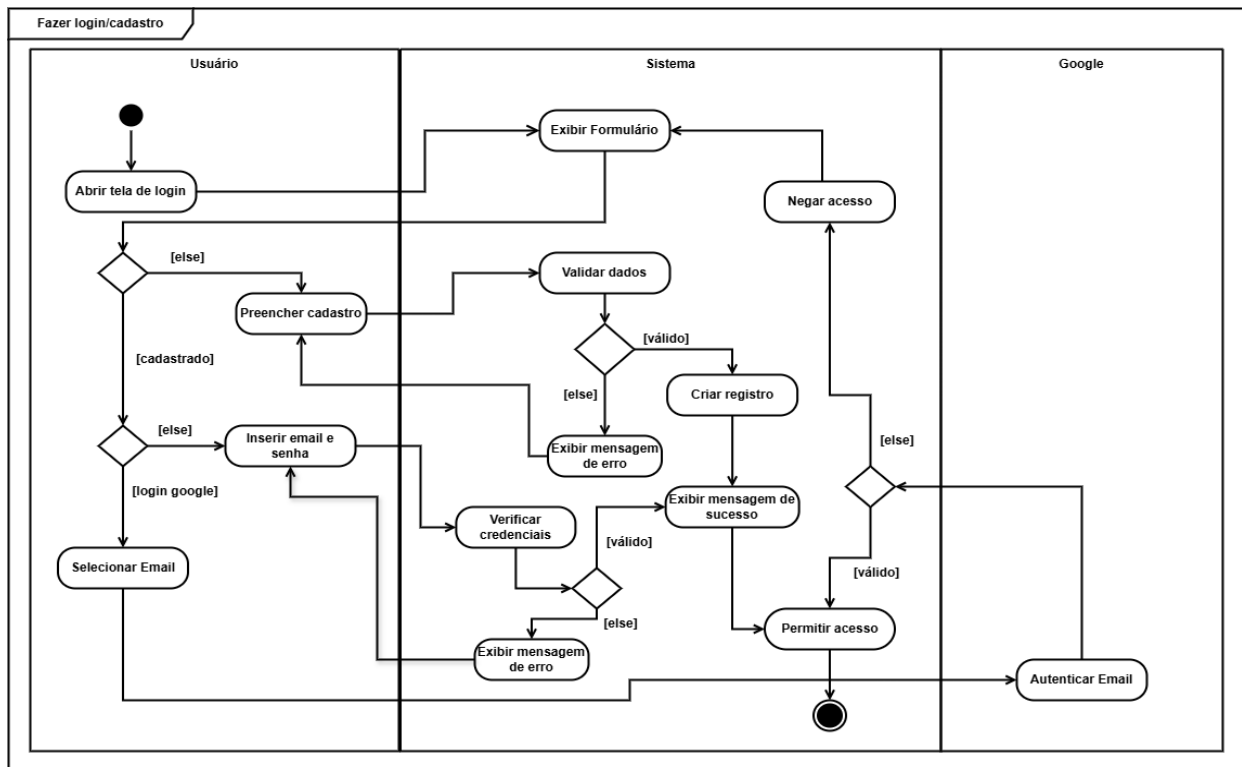 Fazer login/cadastro
Usuário
Sistema
Google
Exibir Formulário
Abrir tela de login
Negar acesso
[else]
Validar dados
Preencher cadastro
[válido]
[cadastrado]
Criar registro
[else]
[else]
Inserir email e
senha
Exibir mensagem
de erro
[else]
[login google]
Exibir mensagem de
sucesso
Verificar
credenciais
[válido]
Selecionar Email
[válido]
[else]
Permitir acesso
Exibir mensagem
de erro
Autenticar Email